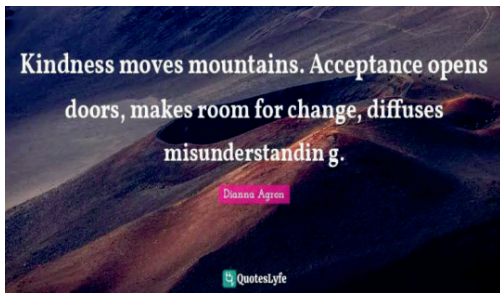 Kindness moves mountains. Acceptance opens
doors, makes room for change, diffuses
misunderstandin g.
Dianna Agron
QuotesLyfe